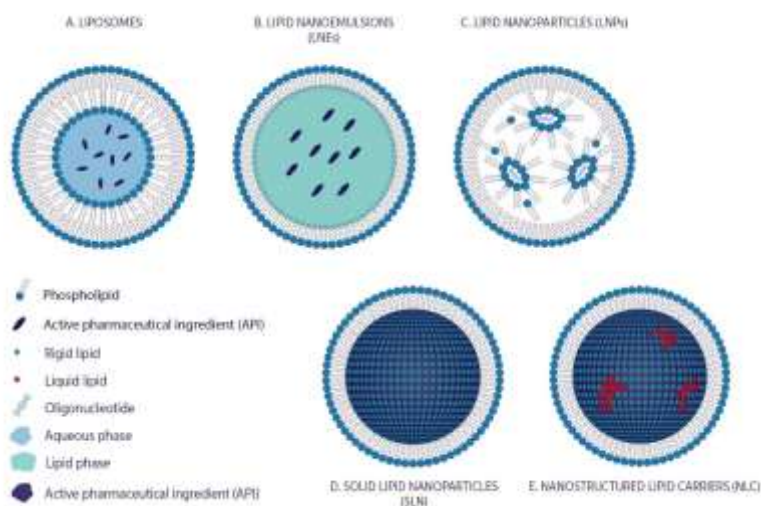 A. LIPOSOMES
B. LIPID NANOEMULSIONS
(LNEs)
C. LIPID NANOPARTICLES (LNPs)
Phospholipid
Active pharmaceutical ingredient (API)
Rigid lipid
Liquid lipid
Oligonucleotide
Aqueous phase
Lipid phase
Active pharmaceutical ingredient (API)
D. SOLID LIPID NANOPARTICLES
(SLN)
E. NANOSTRUCTURED LIPID CARRIERS (NLC)